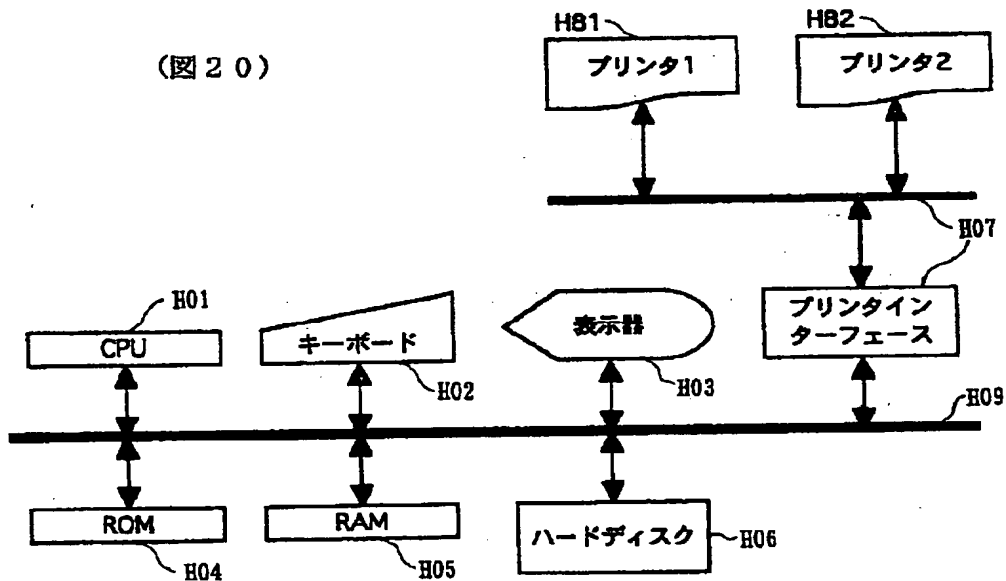 (図20)
H81
プリンタ1
H82
プリンタ2
H07
H01
CPU
キーボード
H02
表示器
H03
プリンタイン
ターフェース
H09
ROM
H04
RAM
H05
ハードディスク
H06